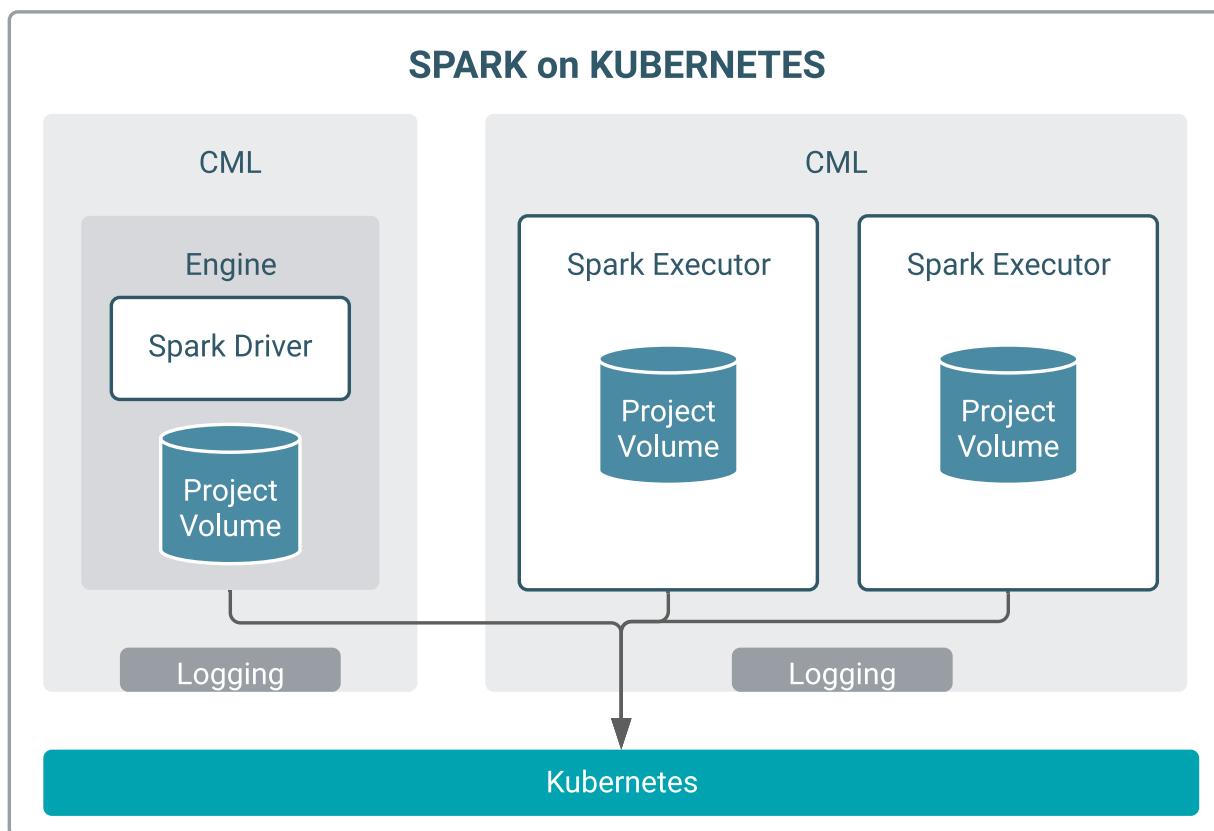 SPARK on KUBERNETES
CML
Engine
Spark Driver
Project
Volume
Logging
CML
Spark Executor
Project
Volume
Spark Executor
Project
Volume
Logging
Kubernetes